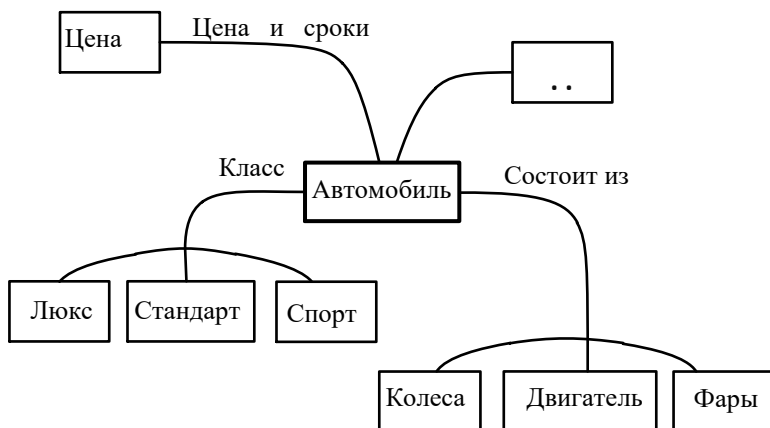 Цена
Цена и сроки
. .
Класс
Автомобиль
Состоит из
Люкс
Стандарт
Спорт
Колеса
Двигатель
Фары